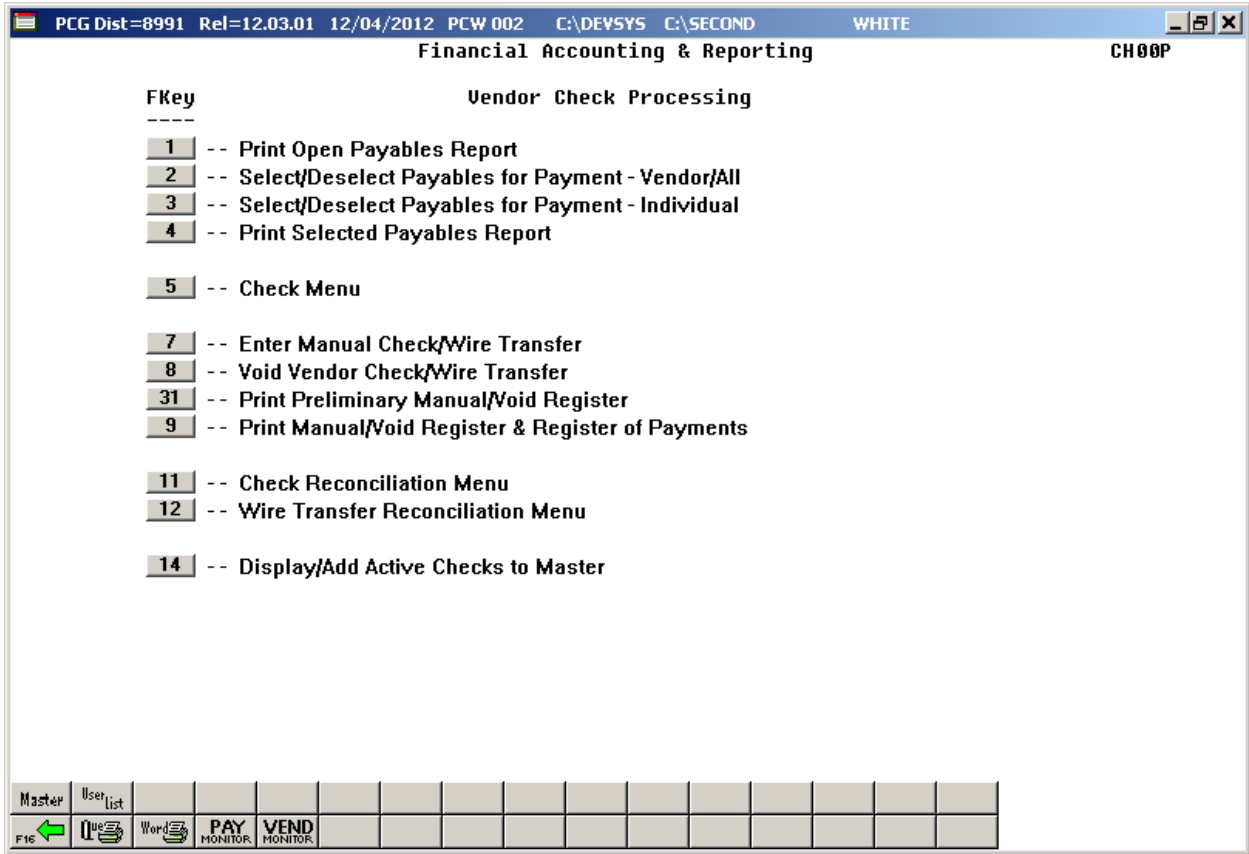 PCG Dist=8991 Rel=12.03.01 12/04/2012 PCW 002 C:\DEVSYS C:\SECOND WHITE
Financial Accounting & Reporting CH00P
FKey Vendor Check Processing
----
1 -- Print Open Payables Report
2 -- Select/Deselect Payables for Payment - Vendor/All
3 -- Select/Deselect Payables for Payment - Individual
4 -- Print Selected Payables Report
5 -- Check Menu
7 -- Enter Manual Check/Wire Transfer
8 -- Void Vendor Check/Wire Transfer
31 -- Print Preliminary Manual/Void Register
9 -- Print Manual/Void Register & Register of Payments
11 -- Check Reconciliation Menu
12 -- Wire Transfer Reconciliation Menu
14 -- Display/Add Active Checks to Master
Master User List
F16 Que Word PAY MONITOR VEND MONITOR